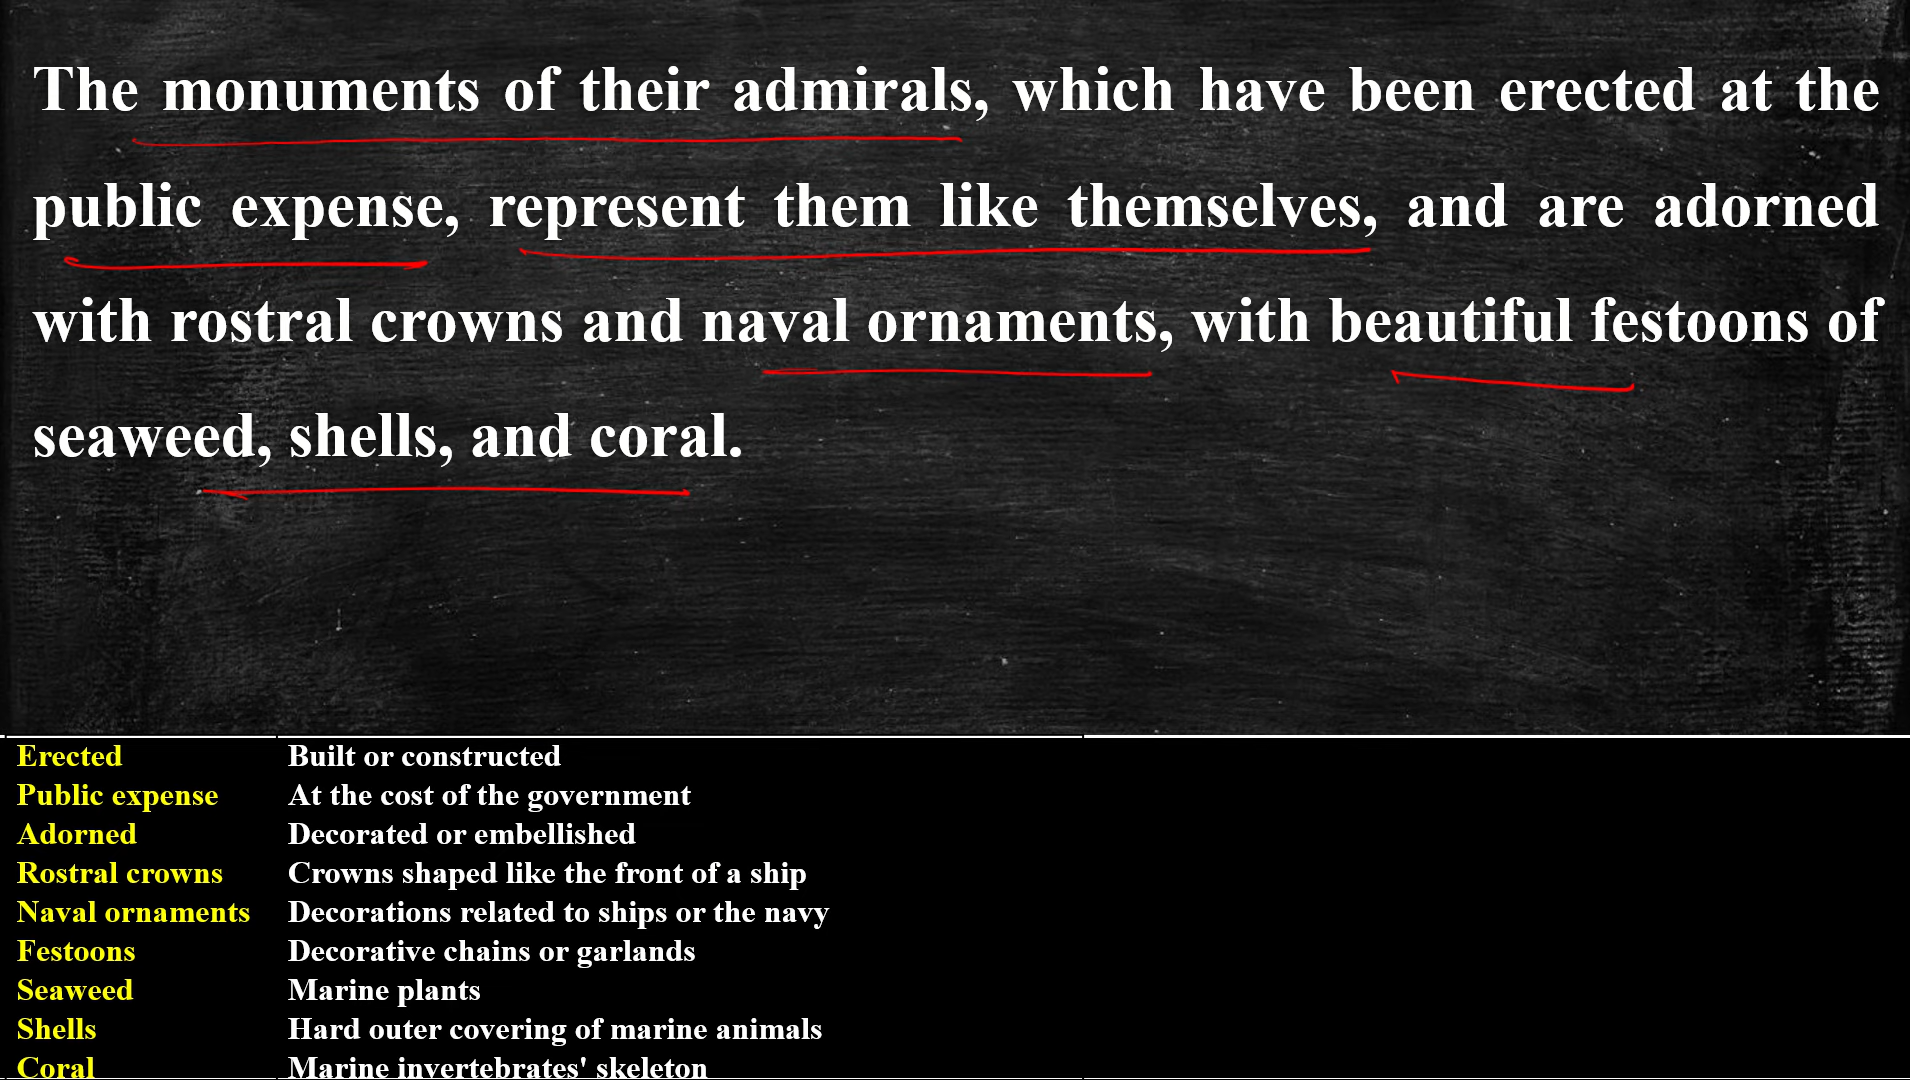 The monuments of their admirals, which have been erected at the
public expense, represent them like themselves, and are adorned
with rostral crowns and naval ornaments, with beautiful festoons of
seaweed, shells, and coral.
Erected Built or constructed
Public expense At the cost of the government
Adorned Decorated or embellished
Rostral crowns Crowns shaped like the front of a ship
Naval ornaments Decorations related to ships or the navy
Festoons Decorative chains or garlands
Seaweed Marine plants
Shells Hard outer covering of marine animals
Coral Marine invertebrates' skeleton